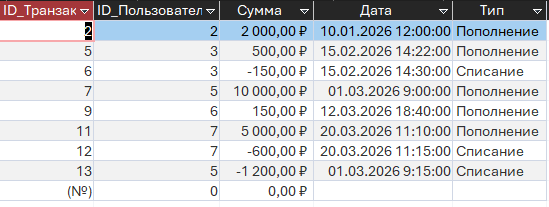 ID_Транзак ID_Пользовател Сумма Дата Тип
2 2 2 000,00 ₽ 10.01.2026 12:00:00 Пополнение
5 3 500,00 ₽ 15.02.2026 14:22:00 Пополнение
6 3 -150,00 ₽ 15.02.2026 14:30:00 Списание
7 5 10 000,00 ₽ 01.03.2026 9:00:00 Пополнение
9 6 150,00 ₽ 12.03.2026 18:40:00 Пополнение
11 7 5 000,00 ₽ 20.03.2026 11:10:00 Пополнение
12 7 -600,00 ₽ 20.03.2026 11:15:00 Списание
13 5 -1 200,00 ₽ 01.03.2026 9:15:00 Списание
(№) 0 0,00 ₽